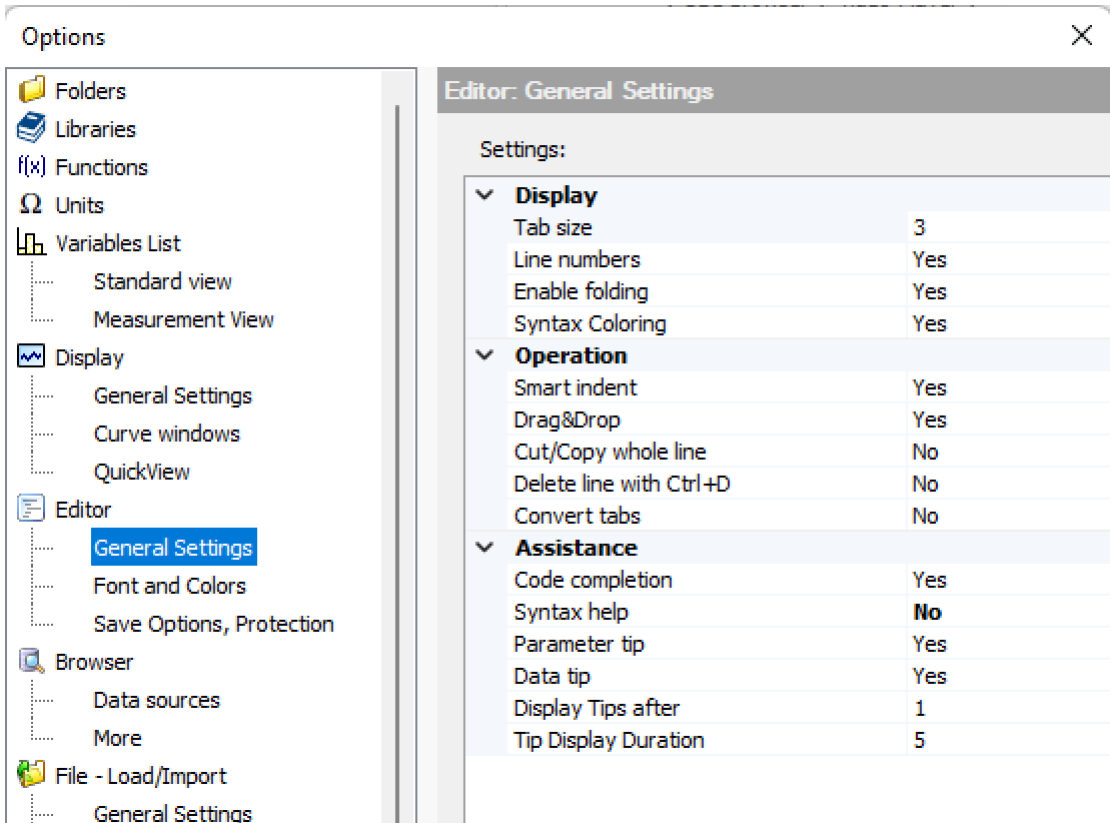 Options
Folders
Libraries
f(x) Functions
Ω Units
Variables List
Standard view
Measurement View
Display
General Settings
Curve windows
QuickView
Editor
General Settings
Font and Colors
Save Options, Protection
Browser
Data sources
More
File - Load/Import
General Settings
Editor: General Settings
Settings:
Display
Tab size 3
Line numbers Yes
Enable folding Yes
Syntax Coloring Yes
Operation
Smart indent Yes
Drag&Drop Yes
Cut/Copy whole line No
Delete line with Ctrl+D No
Convert tabs No
Assistance
Code completion Yes
Syntax help No
Parameter tip Yes
Data tip Yes
Display Tips after 1
Tip Display Duration 5